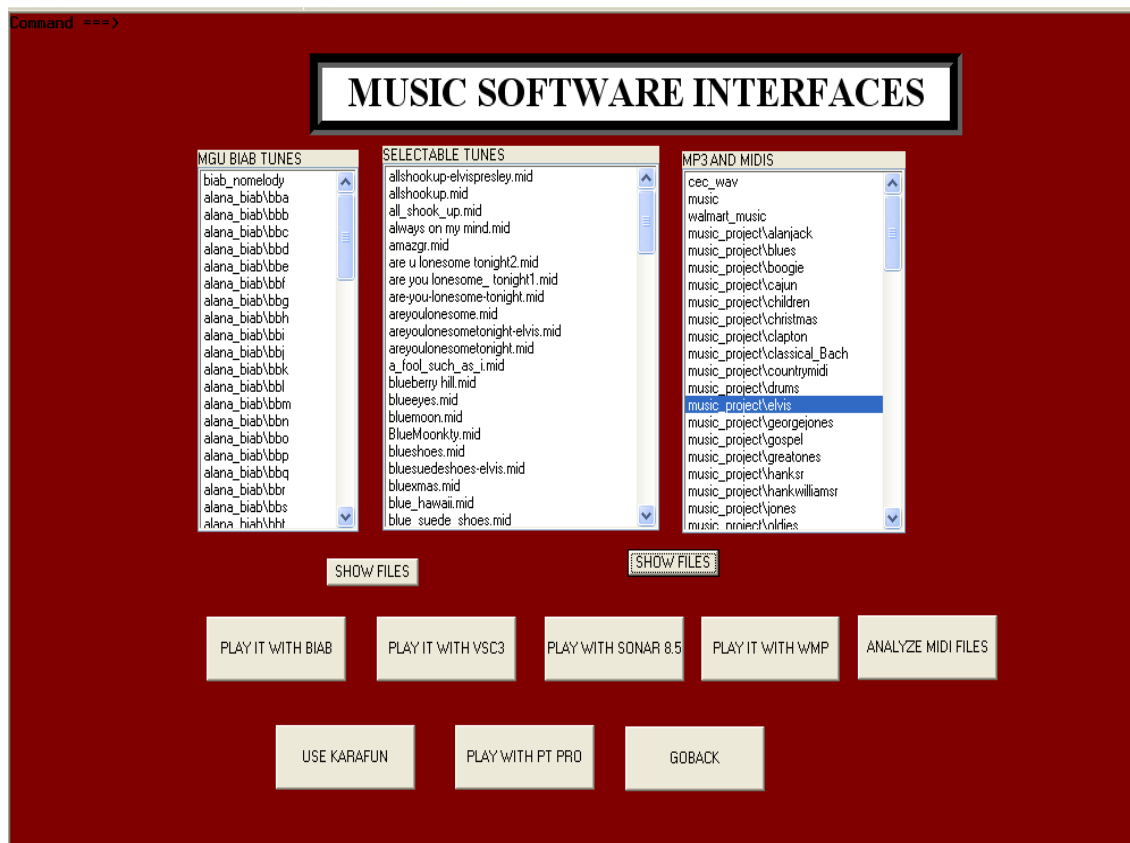 Command ===>
MUSIC SOFTWARE INTERFACES
MGU BIAB TUNES
biab_nomelody
alana_biab\bba
alana_biab\bbb
alana_biab\bbc
alana_biab\bbd
alana_biab\bbe
alana_biab\bbf
alana_biab\bbg
alana_biab\bbh
alana_biab\bbi
alana_biab\bbj
alana_biab\bbk
alana_biab\bbl
alana_biab\bbm
alana_biab\bbn
alana_biab\bbo
alana_biab\bbp
alana_biab\bbq
alana_biab\bbr
alana_biab\bbs
alana_biab\bbt
SELECTABLE TUNES
allshookup-elvispresley.mid
allshookup.mid
all_shook_up.mid
always on my mind.mid
amazgr.mid
are u lonesome tonight2.mid
are you lonesome_ tonight1.mid
are-you-lonesome-tonight.mid
areyoulonesome.mid
areyoulonesometonight-elvis.mid
areyoulonesometonight.mid
a_fool_such_as_i.mid
blueberry hill.mid
blueeyes.mid
bluemoon.mid
BlueMoonkty.mid
blueshoes.mid
bluesuedeshoes-elvis.mid
bluexmas.mid
blue_hawaii.mid
blue_suede_shoes.mid
MP3 AND MIDIS
cec_wav
music
walmart_music
music_project\alanjack
music_project\blues
music_project\boogie
music_project\cajun
music_project\children
music_project\christmas
music_project\clapton
music_project\classical_Bach
music_project\countrymidi
music_project\drums
music_project\elvis
music_project\georgejones
music_project\gospel
music_project\greatones
music_project\hanksr
music_project\hankwilliamsr
music_project\jones
music_project\oldies
SHOW FILES
SHOW FILES
PLAY IT WITH BIAB
PLAY IT WITH VSC3
PLAY WITH SONAR 8.5
PLAY IT WITH WMP
ANALYZE MIDI FILES
USE KARAFUN
PLAY WITH PT PRO
GOBACK